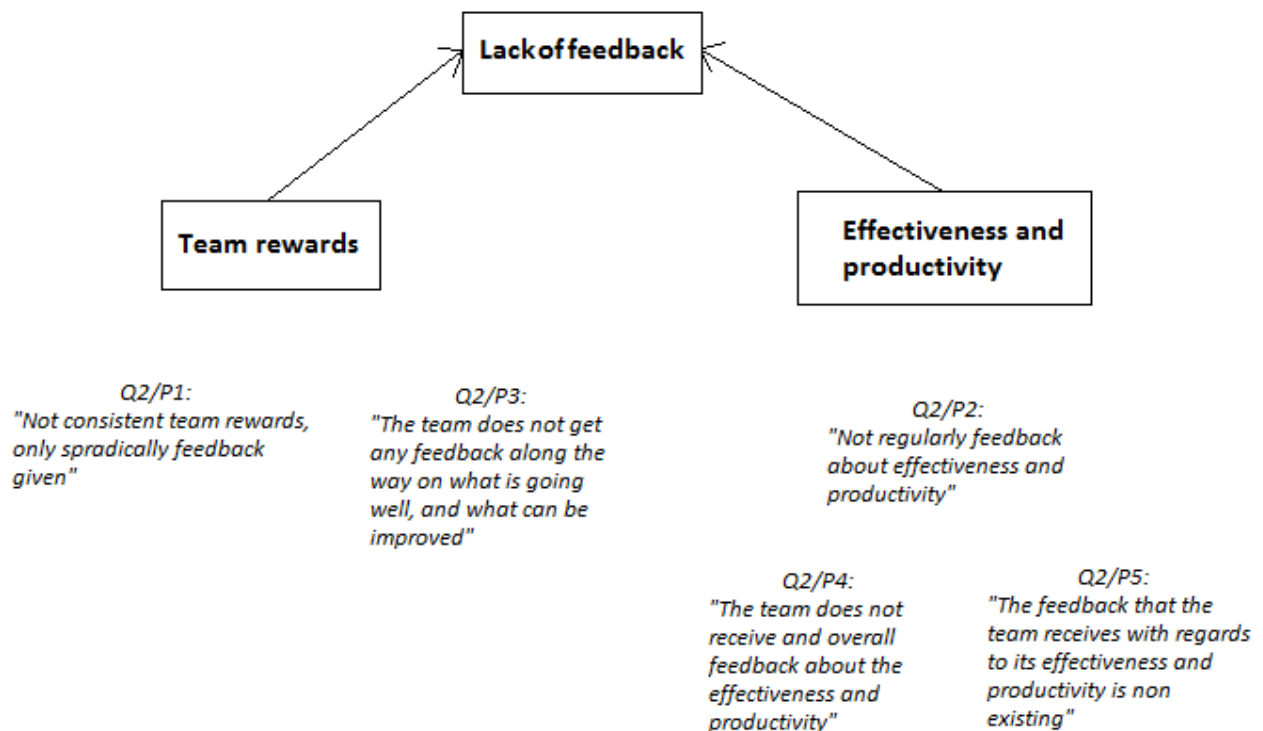 Lack of feedback
Team rewards
Effectiveness and
productivity
Q2/P1:
"Not consistent team rewards,
only spradically feedback
given"
Q2/P3:
"The team does not get
any feedback along the
way on what is going
well, and what can be
improved"
Q2/P2:
"Not regularly feedback
about effectiveness and
productivity"
Q2/P4:
"The team does not
receive and overall
feedback about the
effectiveness and
productivity"
Q2/P5:
"The feedback that the
team receives with regards
to its effectiveness and
productivity is non
existing"